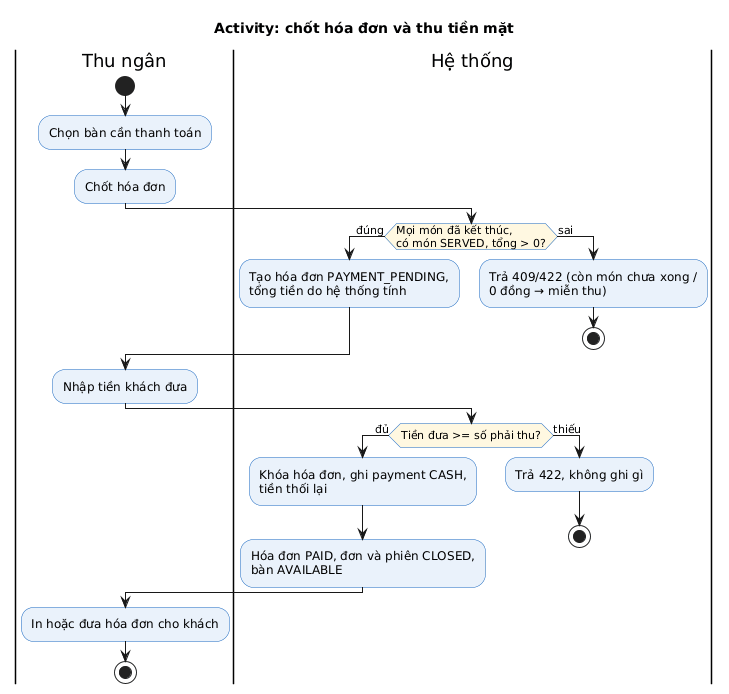 Activity: chốt hóa đơn và thu tiền mặt
Thu ngân
Hệ thống
Chọn bàn cần thanh toán
Chốt hóa đơn
Mọi món đã kết thúc,
có món SERVED, tổng > 0?
đúng
sai
Tạo hóa đơn PAYMENT_PENDING,
tổng tiền do hệ thống tính
Trả 409/422 (còn món chưa xong /
0 đồng → miễn thu)
Nhập tiền khách đưa
Tiền đưa >= số phải thu?
đủ
thiếu
Khóa hóa đơn, ghi payment CASH,
tiền thối lại
Trả 422, không ghi gì
Hóa đơn PAID, đơn và phiên CLOSED,
bàn AVAILABLE
In hoặc đưa hóa đơn cho khách